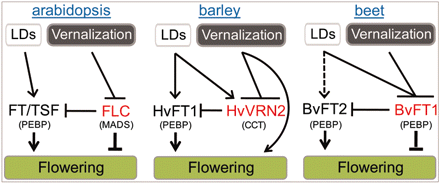 arabidopsis
LDs Vernalization
FT/TSF FLC
(PEBP) (MADS)
Flowering
barley
LDs Vernalization
HvFT1 HvVRN2
(PEBP) (CCT)
Flowering
beet
LDs Vernalization
BvFT2 BvFT1
(PEBP) (PEBP)
Flowering